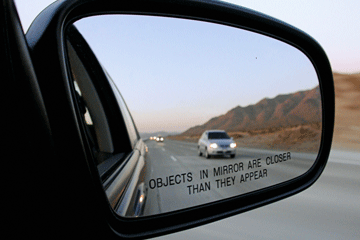 OBJECTS IN MIRROR ARE CLOSER
THAN THEY APPEAR